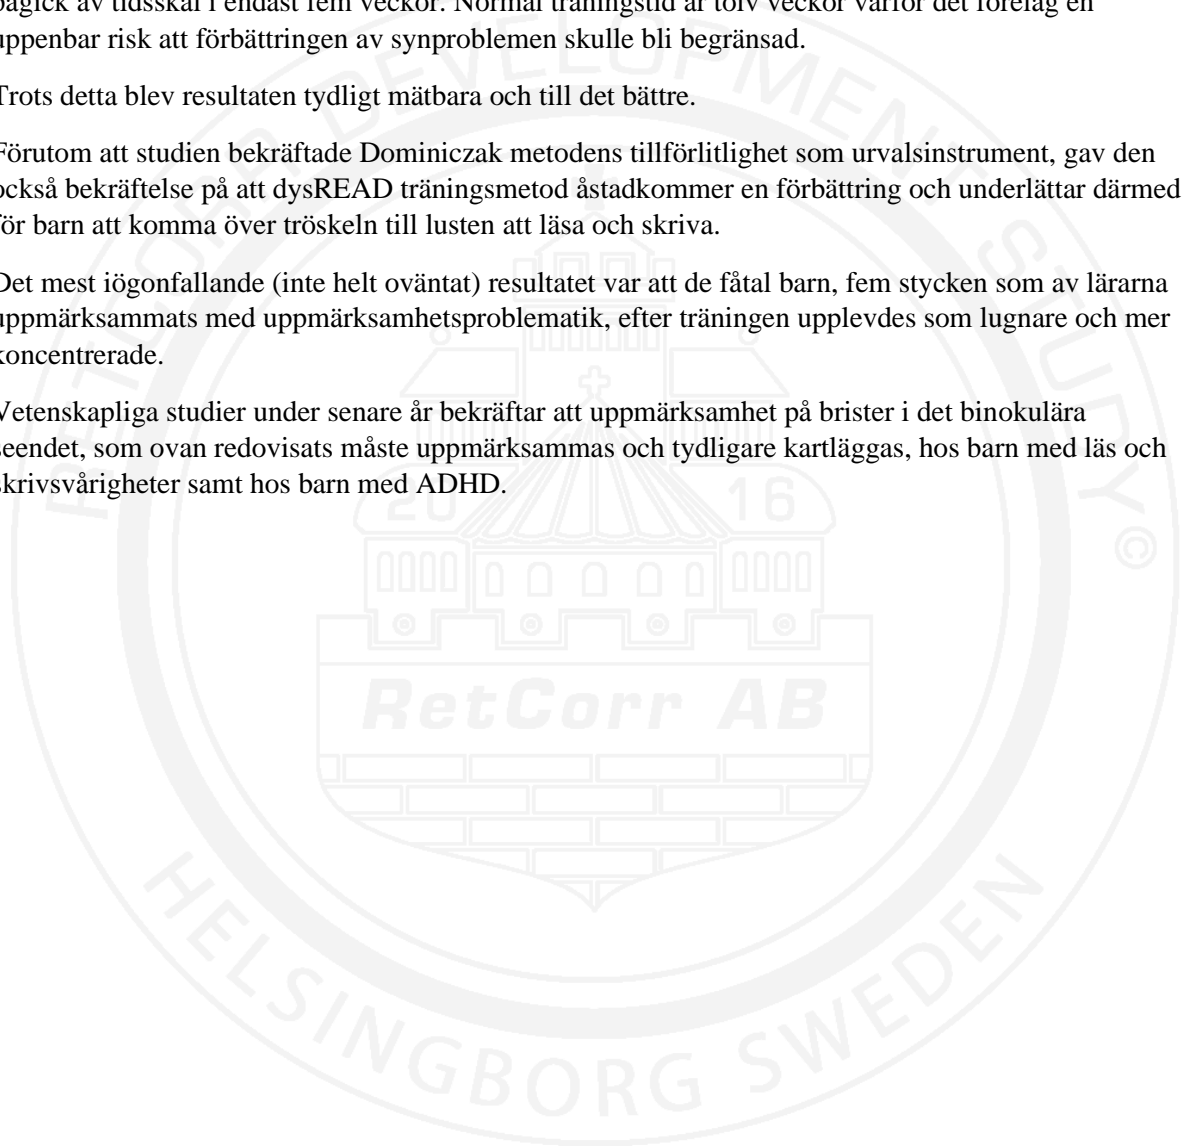 pågick av tidsskäl i endast fem veckor. Normal träningstid är tolv veckor varför det förelåg en
uppenbar risk att förbättringen av synproblemen skulle bli begränsad.
Trots detta blev resultaten tydligt mätbara och till det bättre.
Förutom att studien bekräftade Dominiczak metodens tillförlitlighet som urvalsinstrument, gav den
också bekräftelse på att dysREAD träningsmetod åstadkommer en förbättring och underlättar därmed
för barn att komma över tröskeln till lusten att läsa och skriva.
Det mest iögonfallande (inte helt oväntat) resultatet var att de fåtal barn, fem stycken som av lärarna
uppmärksammats med uppmärksamhetsproblematik, efter träningen upplevdes som lugnare och mer
koncentrerade.
Vetenskapliga studier under senare år bekräftar att uppmärksamhet på brister i det binokulära
seendet, som ovan redovisats måste uppmärksammas och tydligare kartläggas, hos barn med läs och
skrivsvårigheter samt hos barn med ADHD.
RETCORR DEVELOPMENT STUDY ©
20 16
RetCorr AB
HELSINGBORG SWEDEN